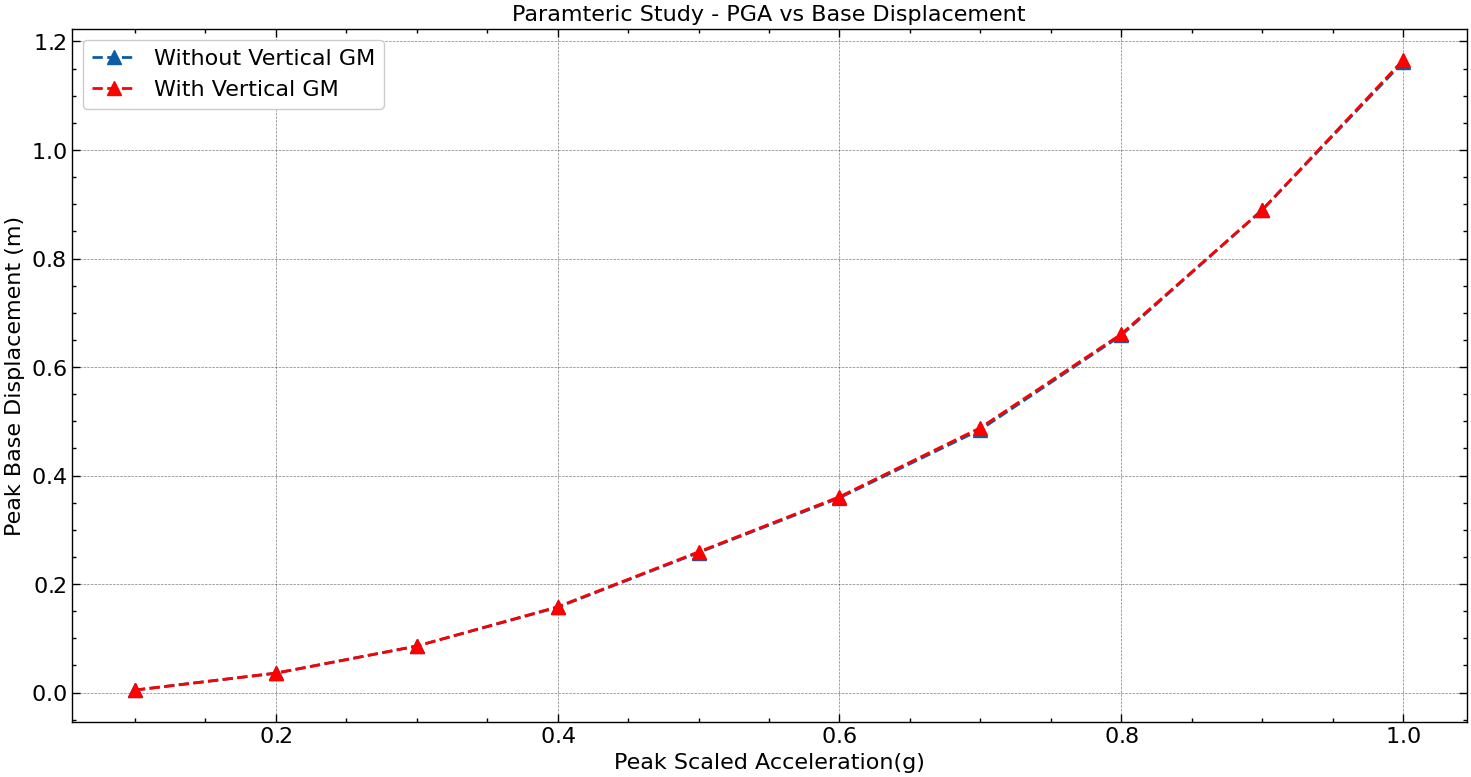 Paramteric Study - PGA vs Base Displacement
Without Vertical GM
With Vertical GM
1.2
1.0
0.8
0.6
0.4
0.2
0.0
Peak Base Displacement (m)
0.2 0.4 0.6 0.8 1.0
Peak Scaled Acceleration(g)